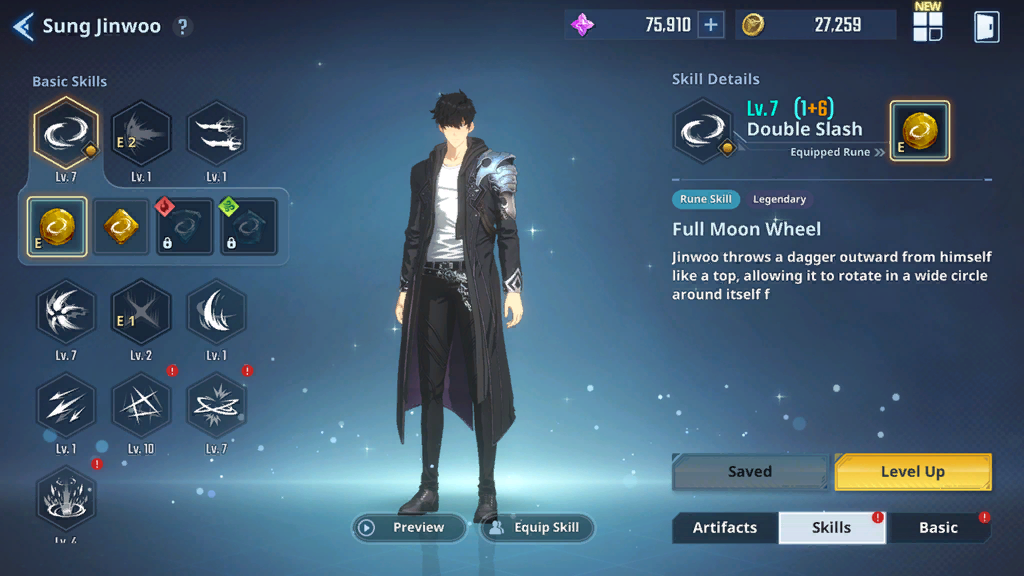 Sung Jinwoo ?
75,910 +
27,259
NEW
Basic Skills
E 2
Lv. 7
Lv. 1
Lv. 1
E
Lv. 7
E 1
Lv. 2
Lv. 1
Lv. 1
!
Lv. 10
!
Lv. 7
!
Preview
Equip Skill
Skill Details
Lv. 7 (1+6)
Double Slash
Equipped Rune >>
E
Rune Skill
Legendary
Full Moon Wheel
Jinwoo throws a dagger outward from himself
like a top, allowing it to rotate in a wide circle
around itself f
Saved
Level Up
Artifacts
Skills !
Basic !